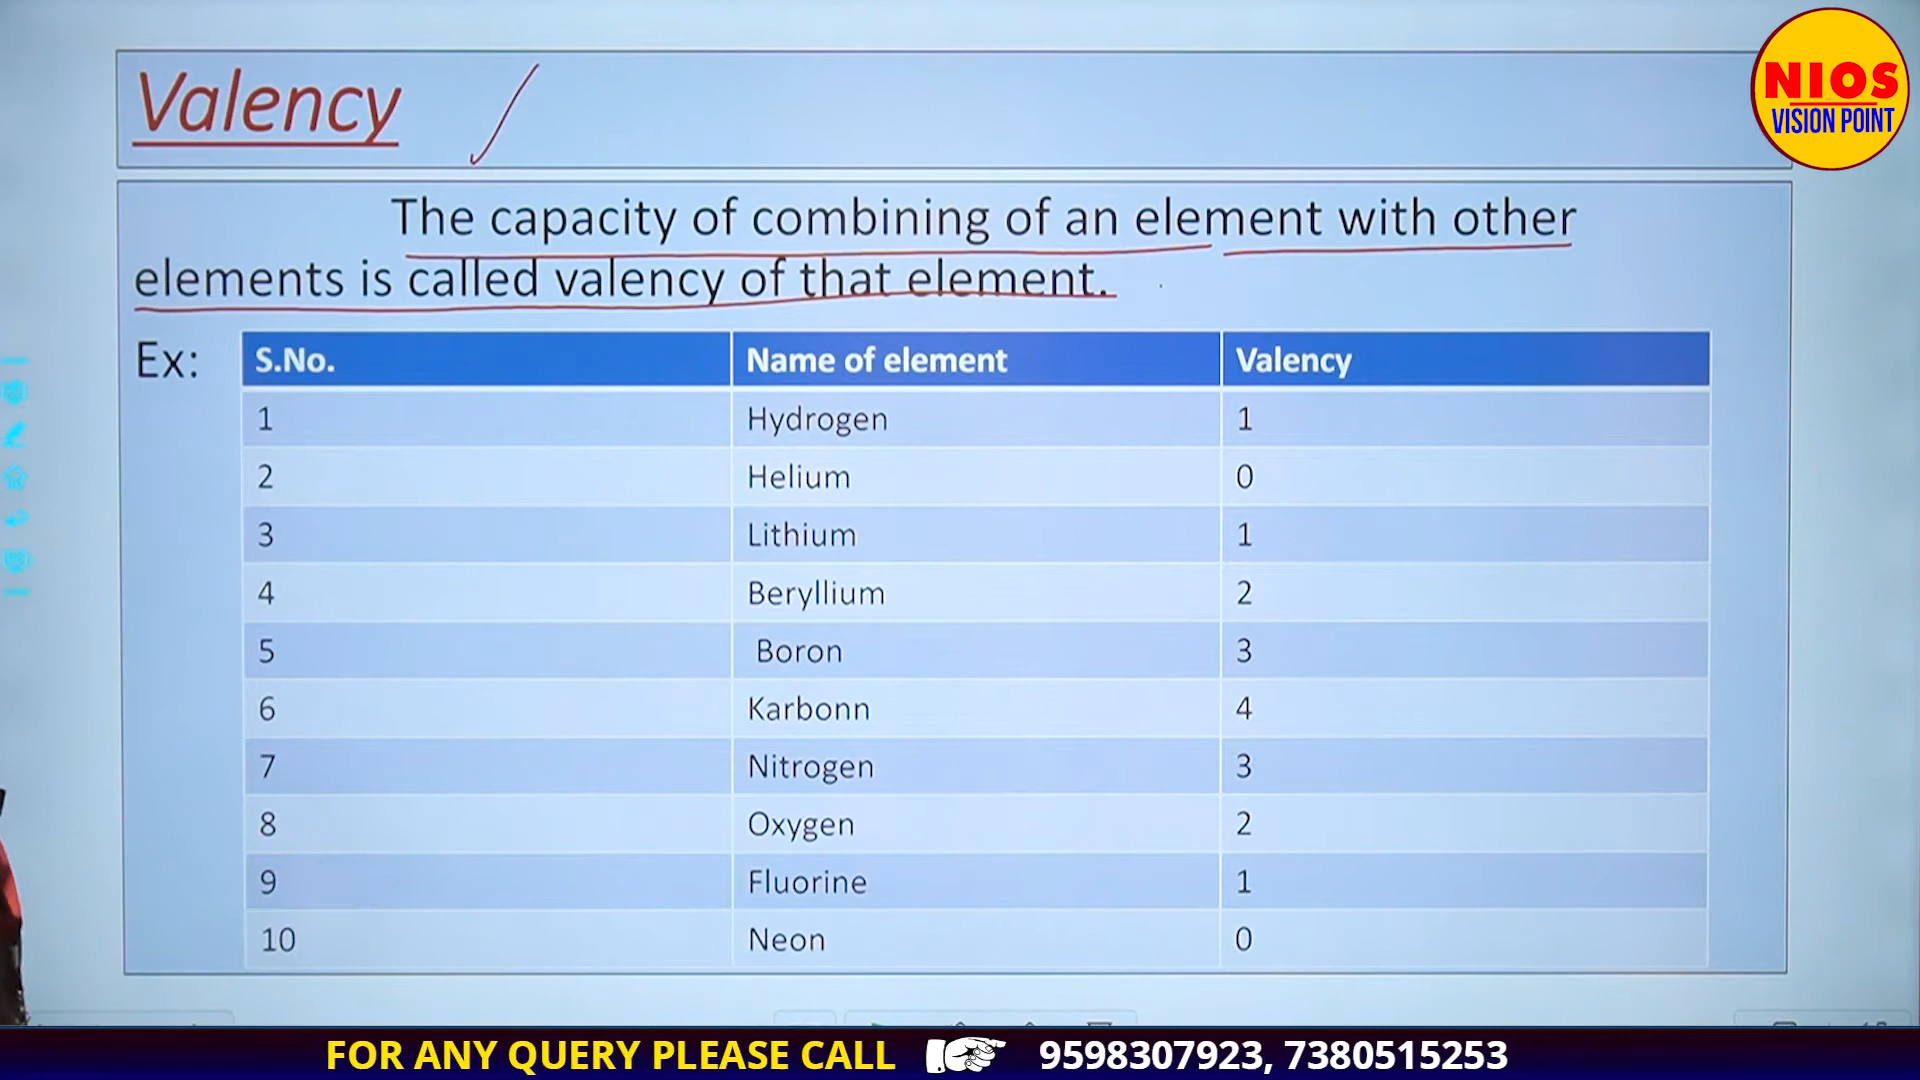 Valency
NIOS
VISION POINT
The capacity of combining of an element with other
elements is called valency of that element.
Ex:
S.No. Name of element Valency
1 Hydrogen 1
2 Helium 0
3 Lithium 1
4 Beryllium 2
5 Boron 3
6 Karbonn 4
7 Nitrogen 3
8 Oxygen 2
9 Fluorine 1
10 Neon 0
FOR ANY QUERY PLEASE CALL 9598307923, 7380515253